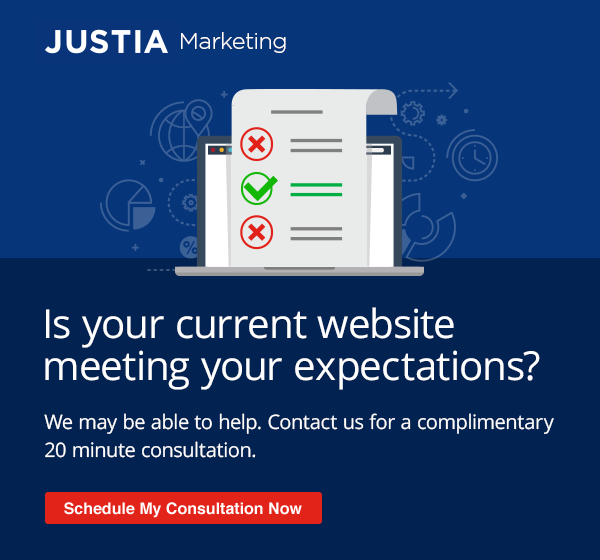 JUSTIA Marketing
%
Is your current website
meeting your expectations?
We may be able to help. Contact us for a complimentary
20 minute consultation.
Schedule My Consultation Now